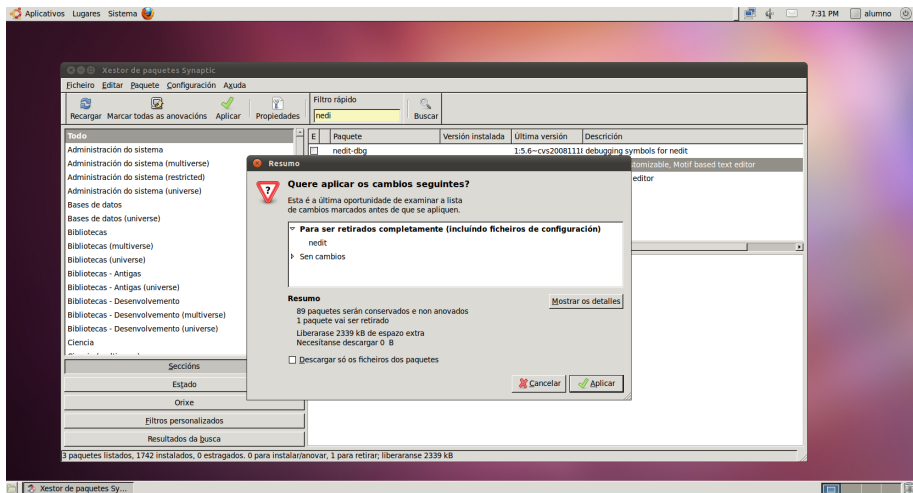 Aplicativos Lugares Sistema
7:31 PM alumno
Xestor de paquetes Synaptic
Ficheiro Editar Paquete Configuración Axuda
Recargar Marcar todas as anovacións Aplicar Propiedades
Filtro rápido
nedi
Buscar
Todo
Administración do sistema
Administración do sistema (multiverse)
Administración do sistema (restricted)
Administración do sistema (universe)
Bases de datos
Bases de datos (universe)
Bibliotecas
Bibliotecas (multiverse)
Bibliotecas (universe)
Bibliotecas - Antigas
Bibliotecas - Antigas (universe)
Bibliotecas - Desenvolvemento
Bibliotecas - Desenvolvemento (multiverse)
Bibliotecas - Desenvolvemento (universe)
Ciencia
Seccións
Estado
Orixe
Filtros personalizados
Resultados da busca
E Paquete Versión instalada Última versión Descrición
nedit-dbg 1:5.6~cvs2008111 debugging symbols for nedit
Motif based text editor
editor
Resumo
Quere aplicar os cambios seguintes?
Esta é a última oportunidade de examinar a lista
de cambios marcados antes de que se apliquen.
Para ser retirados completamente (incluíndo ficheiros de configuración)
nedit
Sen cambios
Resumo
Mostrar os detalles
89 paquetes serán conservados e non anovados
1 paquete vai ser retirado
Liberarase 2339 kB de espazo extra
Necesítanse descargar 0 B
Descargar só os ficheiros dos paquetes
Cancelar Aplicar
3 paquetes listados, 1742 instalados, 0 estragados. 0 para instalar/anovar, 1 para retirar; liberaranse 2339 kB
Xestor de paquetes Sy...